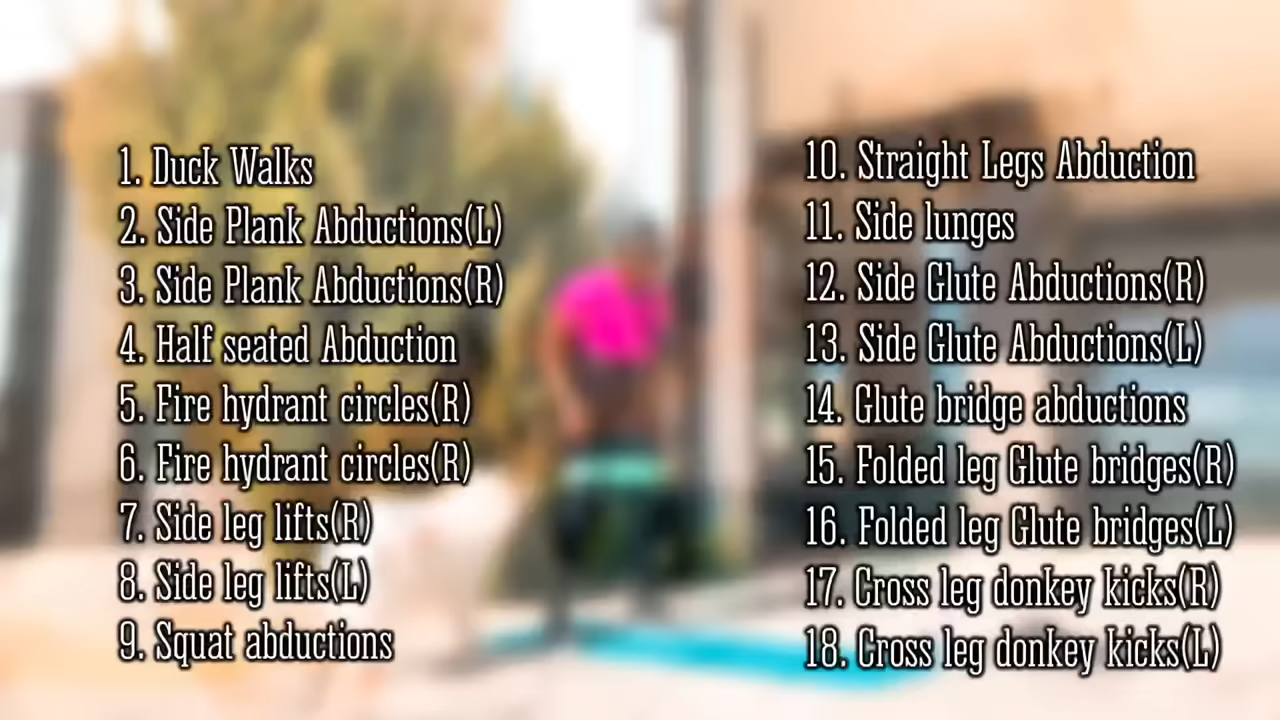 1. Duck Walks
2. Side Plank Abductions(L)
3. Side Plank Abductions(R)
4. Half seated Abduction
5. Fire hydrant circles(R)
6. Fire hydrant circles(R)
7. Side leg lifts(R)
8. Side leg lifts(L)
9. Squat abductions
10. Straight Legs Abduction
11. Side lunges
12. Side Glute Abductions(R)
13. Side Glute Abductions(L)
14. Glute bridge abductions
15. Folded leg Glute bridges(R)
16. Folded leg Glute bridges(L)
17. Cross leg donkey kicks(R)
18. Cross leg donkey kicks(L)